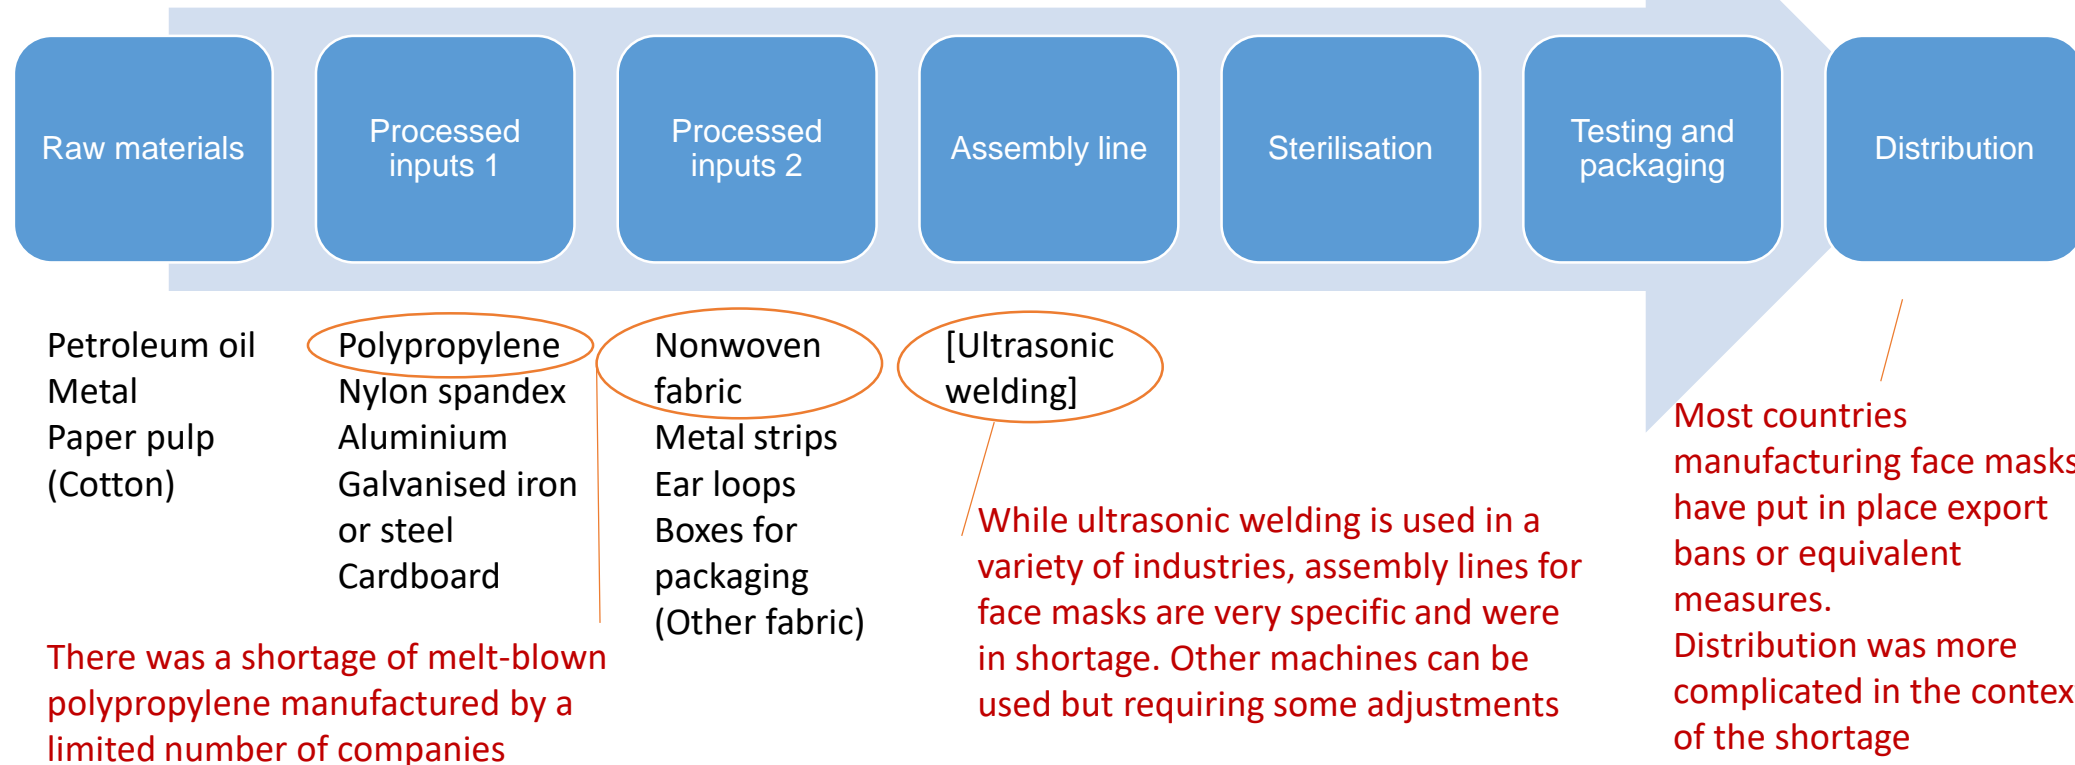 Raw materials
Processed
inputs 1
Processed
inputs 2
Assembly line
Sterilisation
Testing and
packaging
Distribution
Petroleum oil
Metal
Paper pulp
(Cotton)
Polypropylene
Nylon spandex
Aluminium
Galvanised iron
or steel
Cardboard
Nonwoven
fabric
Metal strips
Ear loops
Boxes for
packaging
(Other fabric)
[Ultrasonic
welding]
There was a shortage of melt-blown
polypropylene manufactured by a
limited number of companies
While ultrasonic welding is used in a
variety of industries, assembly lines for
face masks are very specific and were
in shortage. Other machines can be
used but requiring some adjustments
Most countries
manufacturing face masks
have put in place export
bans or equivalent
measures.
Distribution was more
complicated in the contex
of the shortage